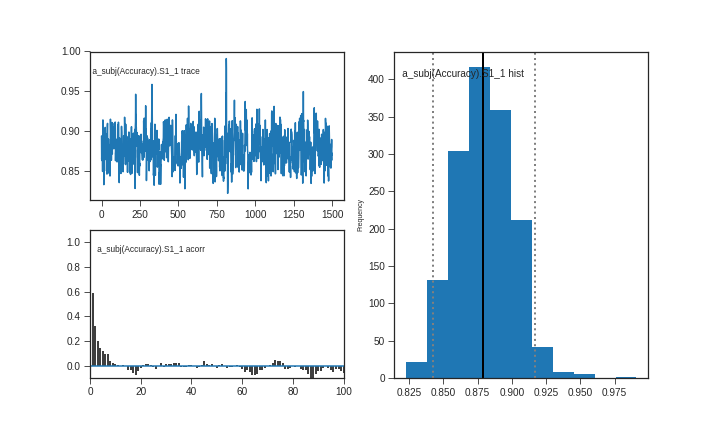 a_subj(Accuracy).S1_1 trace
1.00
0.95
0.90
0.85
0 250 500 750 1000 1250 1500
a_subj(Accuracy).S1_1 acorr
1.0
0.8
0.6
0.4
0.2
0.0
0 20 40 60 80 100
a_subj(Accuracy).S1_1 hist
Frequency
400
350
300
250
200
150
100
50
0
0.825 0.850 0.875 0.900 0.925 0.950 0.975